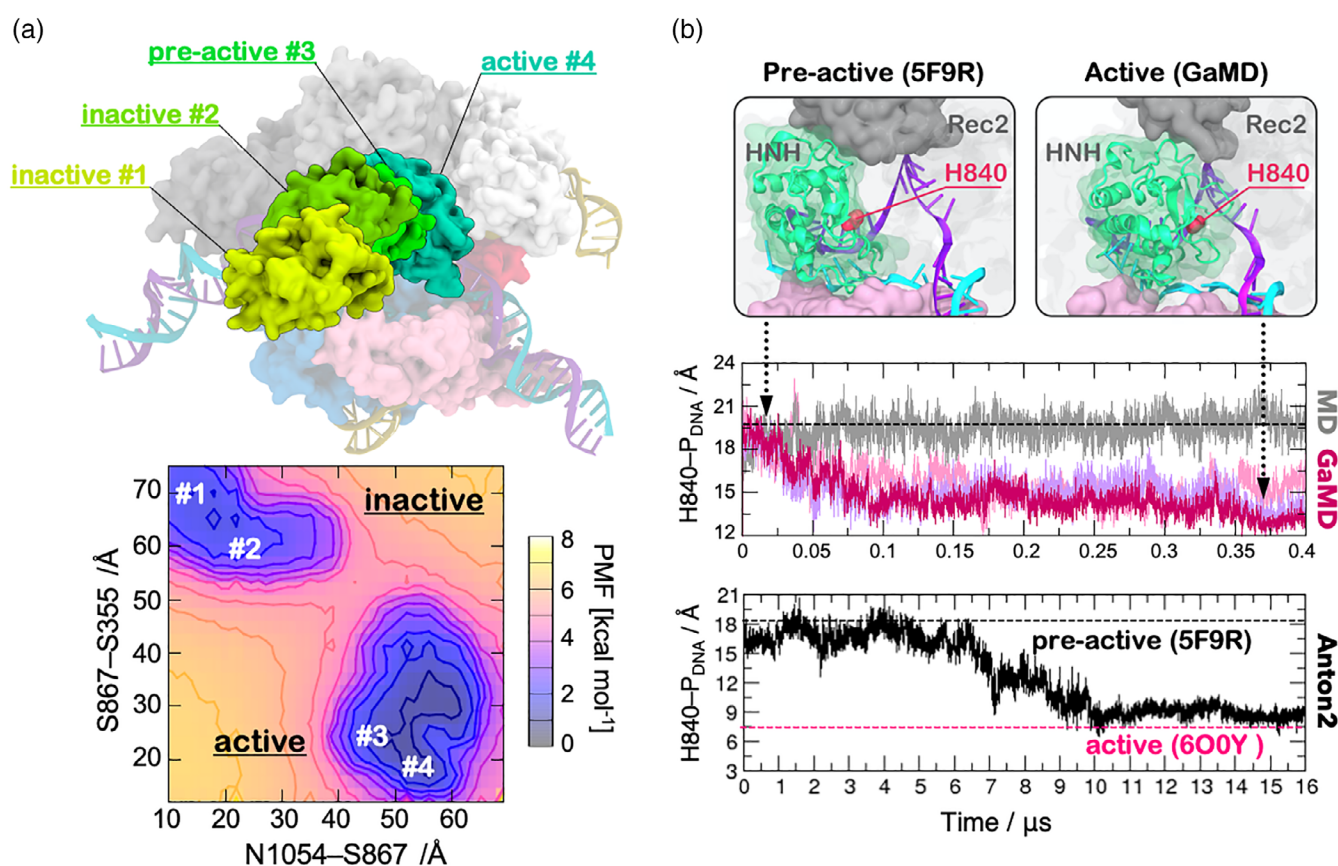 (a)
pre-active #3
active #4
inactive #2
inactive #1
#1
#2
inactive
#3
#4
active
70
60
50
40
30
20
S867–S355 /Å
10 20 30 40 50 60
N1054–S867 /Å
8
6
4
2
0
PMF [kcal mol-1]
(b)
Pre-active (5F9R)
Active (GaMD)
Rec2
HNH
H840
Rec2
HNH
H840
24
21
18
15
12
H840–PDNA / Å
0 0.05 0.1 0.15 0.2 0.25 0.3 0.35 0.4
MD
GaMD
21
18
15
12
9
6
3
H840–PDNA / Å
pre-active (5F9R)
active (6O0Y )
Anton2
0 1 2 3 4 5 6 7 8 9 10 11 12 13 14 15 16
Time / μs